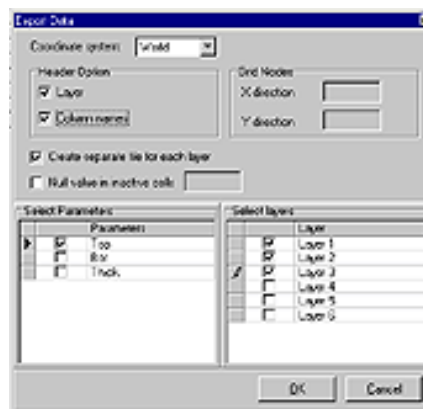 Export Data
Coordinate system: World
Header Option
Layer
Column names
Grid Nodes
X direction
Y direction
Create separate file for each layer
Null value in inactive cells
Select Parameters
Parameters
Top
Bot
Thick
Select layers
Layer
Layer 1
Layer 2
Layer 3
Layer 4
Layer 5
Layer 6
OK
Cancel